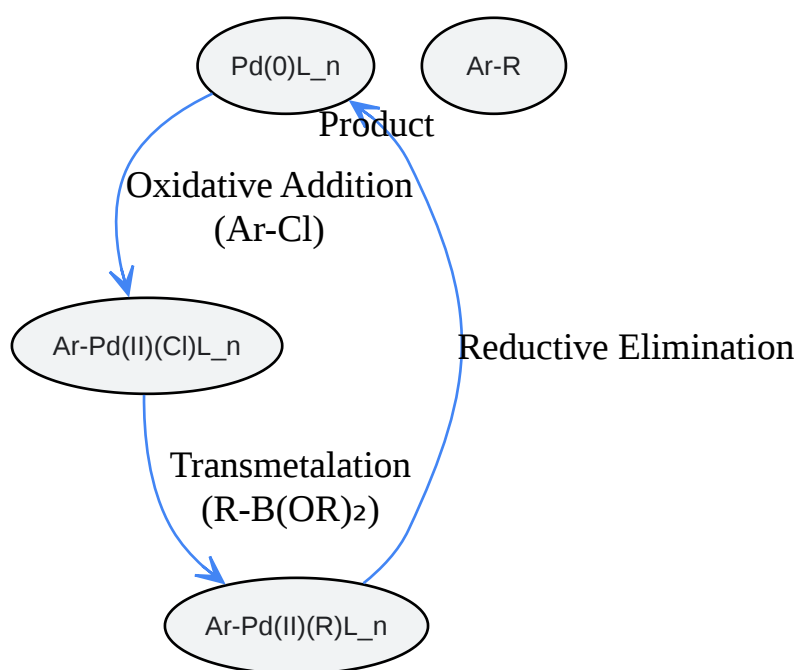 Pd(0)L_n
Ar-R
Product
Oxidative Addition
(Ar-Cl)
Ar-Pd(II)(Cl)L_n
Reductive Elimination
Transmetalation
(R-B(OR)₂)
Ar-Pd(II)(R)L_n